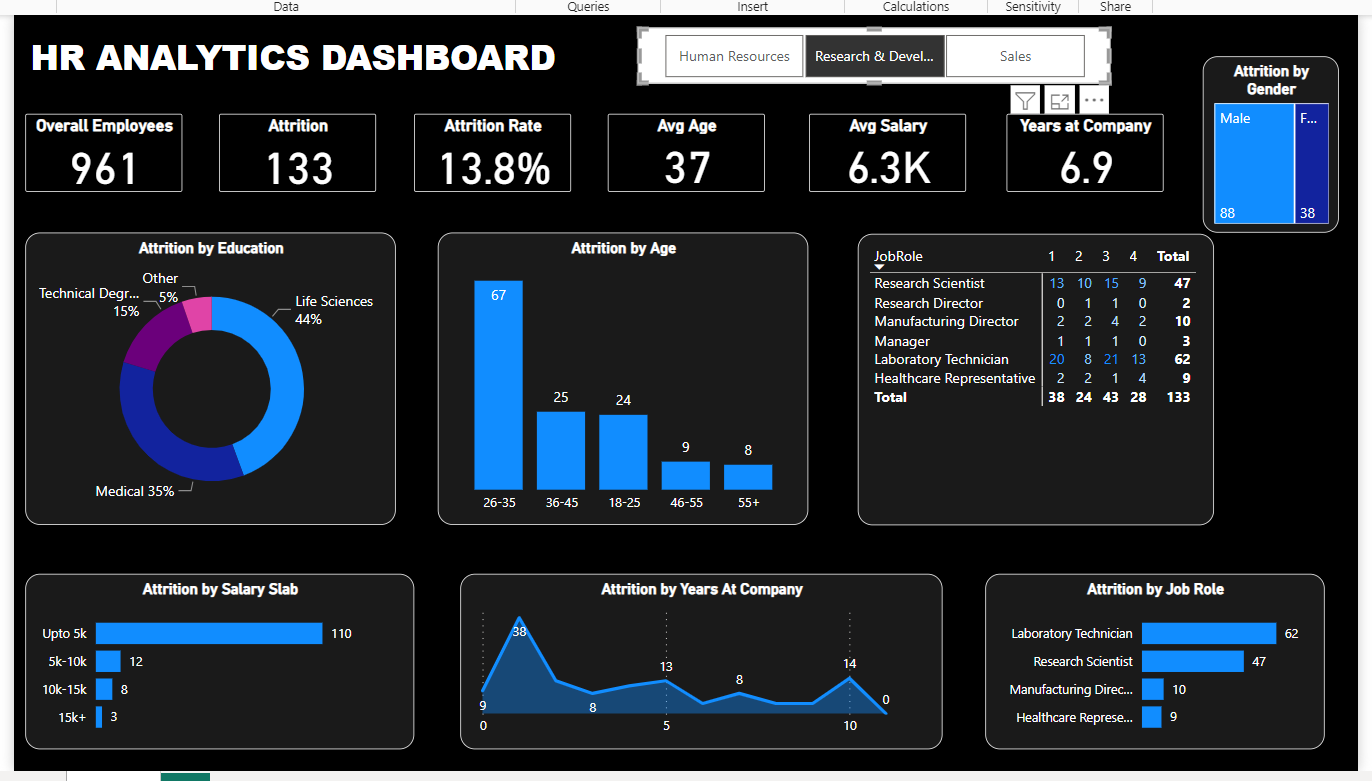 Data
Queries
Insert
Calculations
Sensitivity
Share
HR ANALYTICS DASHBOARD
Human Resources
Research & Devel...
Sales
Attrition by
Gender
Male
F...
88
38
Overall Employees
961
Attrition
133
Attrition Rate
13.8%
Avg Age
37
Avg Salary
6.3K
Years at Company
6.9
Attrition by Education
Other
5%
Technical Degr...
15%
Life Sciences
44%
Medical 35%
Attrition by Age
67
25
24
9
8
26-35
36-45
18-25
46-55
55+
JobRole 1 2 3 4 Total
Research Scientist 13 10 15 9 47
Research Director 0 1 1 0 2
Manufacturing Director 2 2 4 2 10
Manager 1 1 1 0 3
Laboratory Technician 20 8 21 13 62
Healthcare Representative 2 2 1 4 9
Total 38 24 43 28 133
Attrition by Salary Slab
Upto 5k 110
5k-10k 12
10k-15k 8
15k+ 3
Attrition by Years At Company
9
38
8
13
8
14
0
0
5
10
Attrition by Job Role
Laboratory Technician 62
Research Scientist 47
Manufacturing Direc... 10
Healthcare Represe... 9